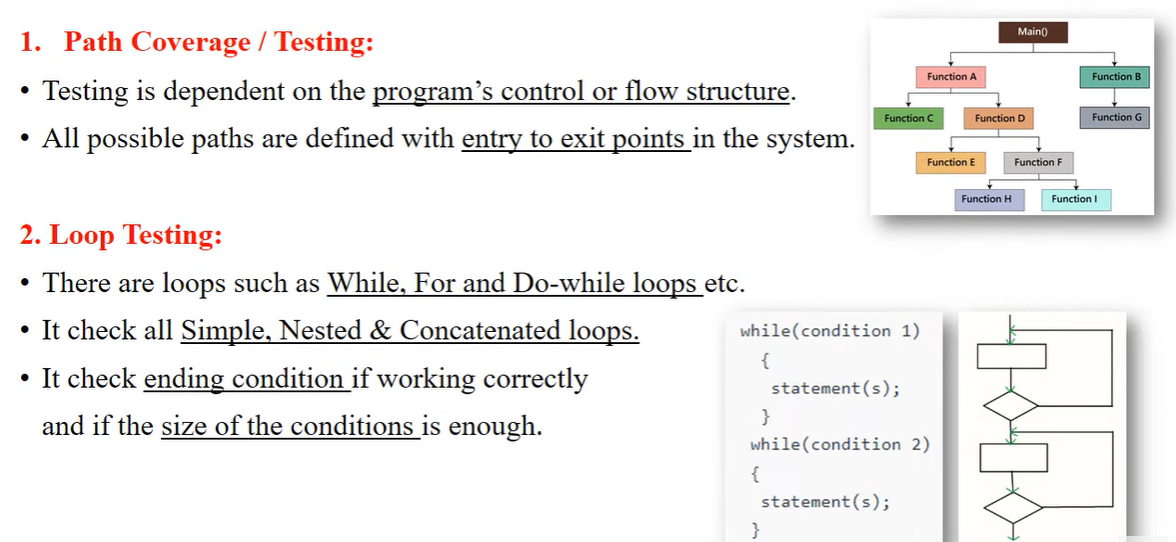 1. Path Coverage / Testing:
• Testing is dependent on the program's control or flow structure.
• All possible paths are defined with entry to exit points in the system.
Main()
Function A
Function B
Function C
Function D
Function G
Function E
Function F
Function H
Function I
2. Loop Testing:
• There are loops such as While, For and Do-while loops etc.
• It check all Simple, Nested & Concatenated loops.
• It check ending condition if working correctly
and if the size of the conditions is enough.
while(condition 1)
{
statement(s);
}
while(condition 2)
{
statement(s);
}